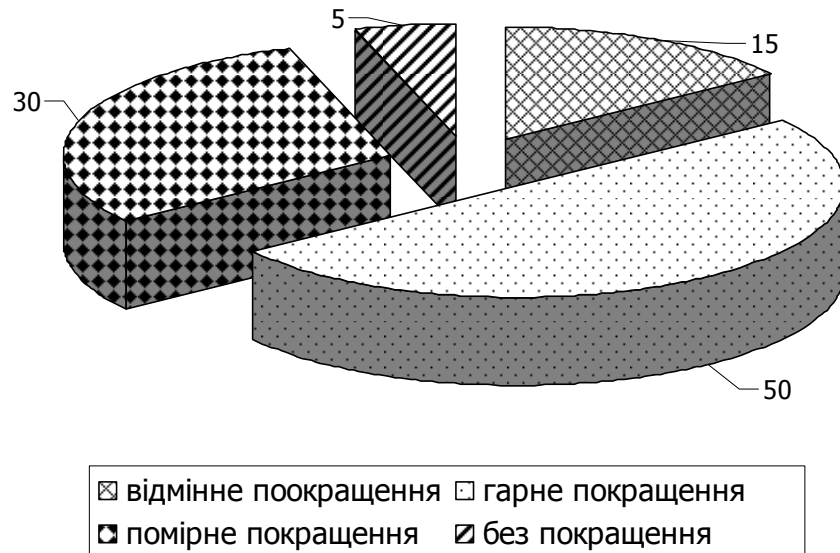 5
15
30
50
відмінне поокращення гарне покращення
помірне покращення без покращення